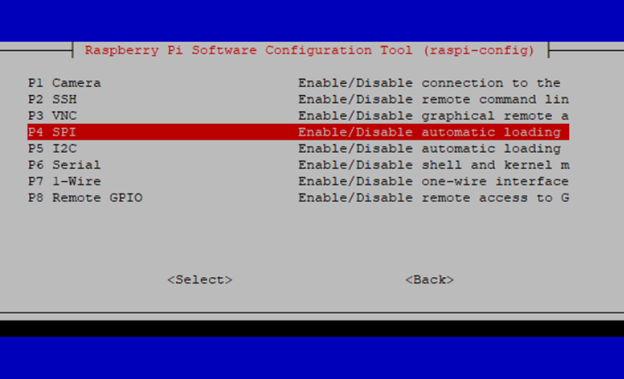 Raspberry Pi Software Configuration Tool (raspi-config)
P1 Camera Enable/Disable connection to the
P2 SSH Enable/Disable remote command lin
P3 VNC Enable/Disable graphical remote a
P4 SPI Enable/Disable automatic loading
P5 I2C Enable/Disable automatic loading
P6 Serial Enable/Disable shell and kernel m
P7 1-Wire Enable/Disable one-wire interface
P8 Remote GPIO Enable/Disable remote access to G
<Select> <Back>